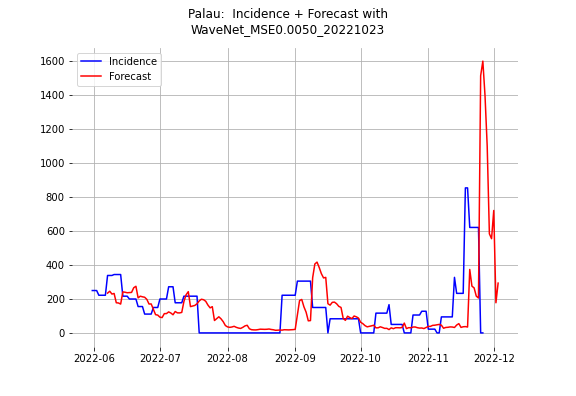 Palau:  Incidence + Forecast with
WaveNet_MSE0.0050_20221023
Incidence
Forecast
1600
1400
1200
1000
800
600
400
200
0
2022-06 2022-07 2022-08 2022-09 2022-10 2022-11 2022-12